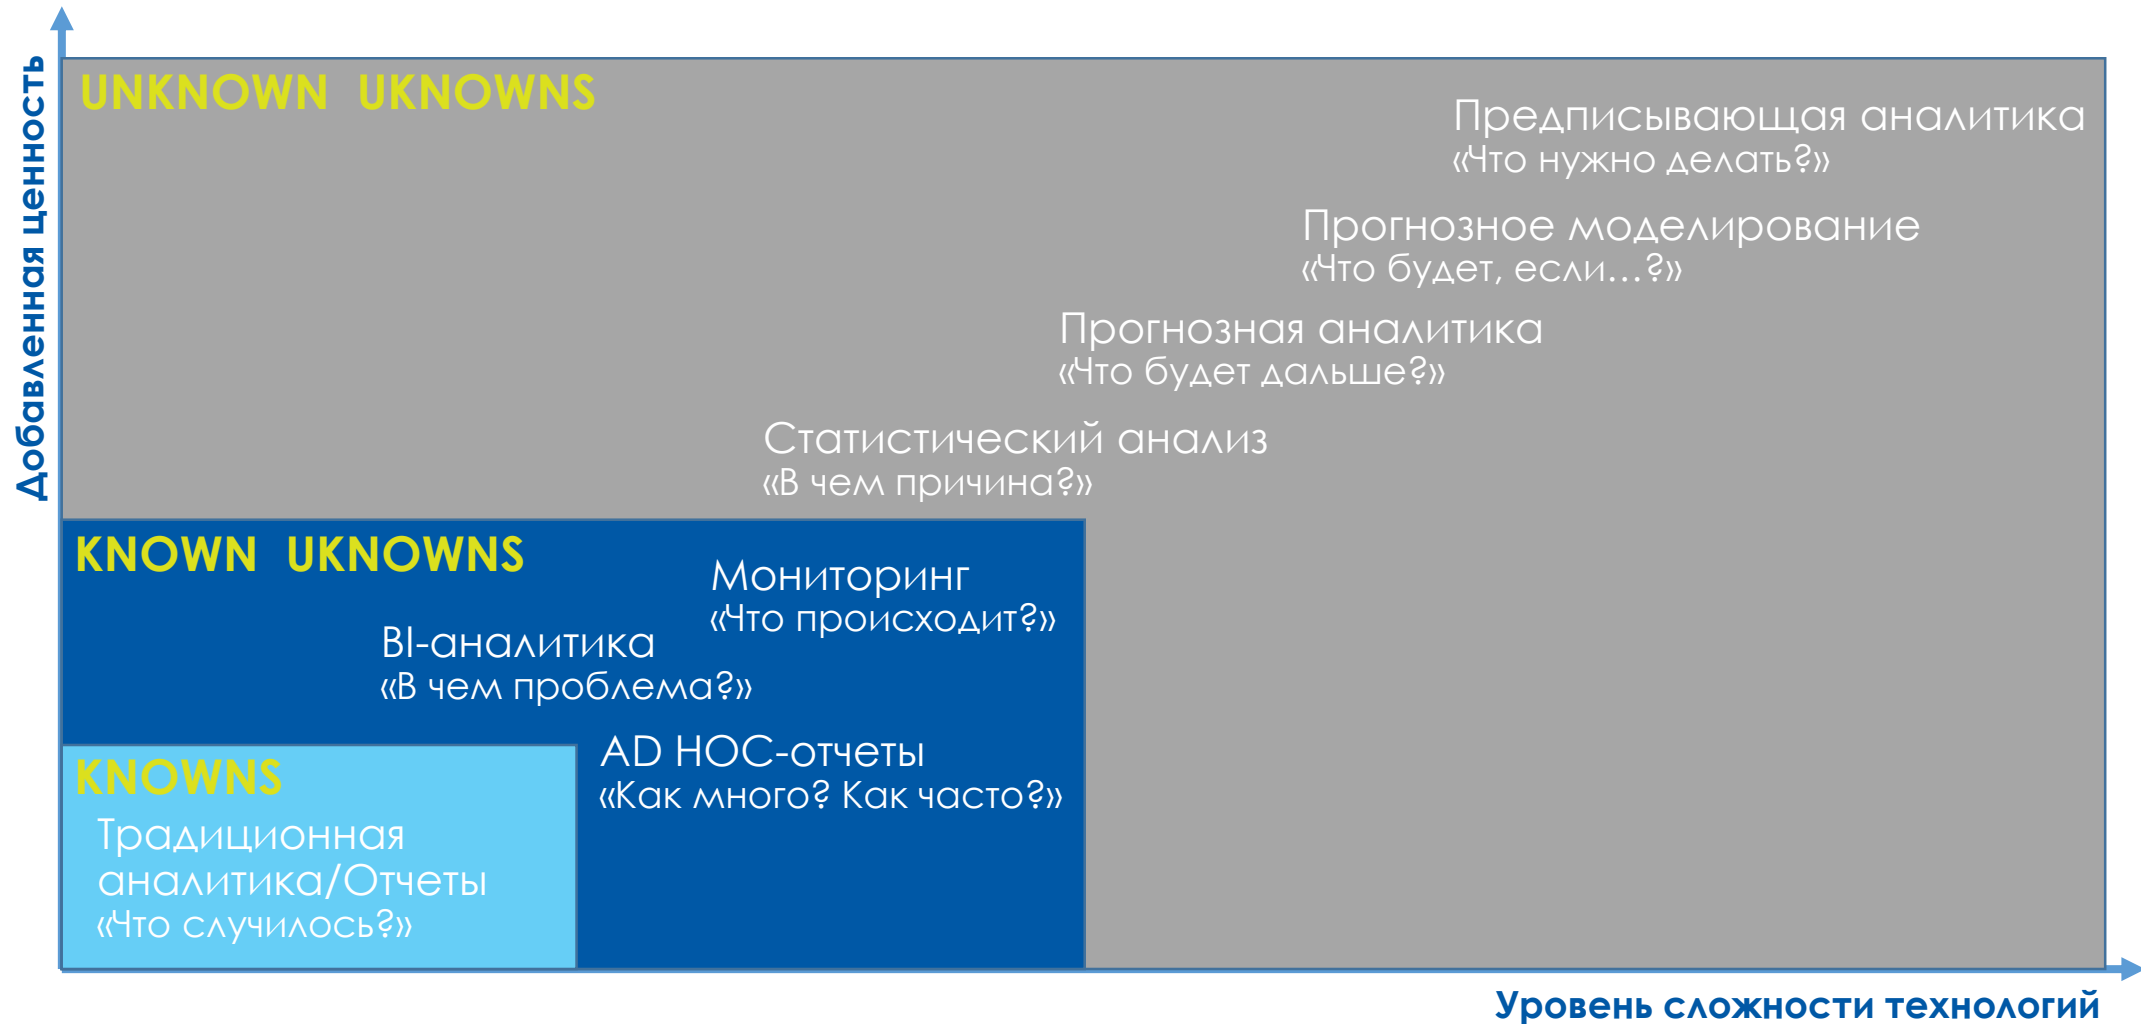 Добавленная ценность
UNKNOWN UKNOWNS
Предписывающая аналитика
«Что нужно делать?»
Прогнозное моделирование
«Что будет, если…?»
Прогнозная аналитика
«Что будет дальше?»
Статистический анализ
«В чем причина?»
KNOWN UKNOWNS
Мониторинг
«Что происходит?»
BI-аналитика
«В чем проблема?»
AD HOC-отчеты
«Как много? Как часто?»
KNOWNS
Традиционная
аналитика/Отчеты
«Что случилось?»
Уровень сложности технологий